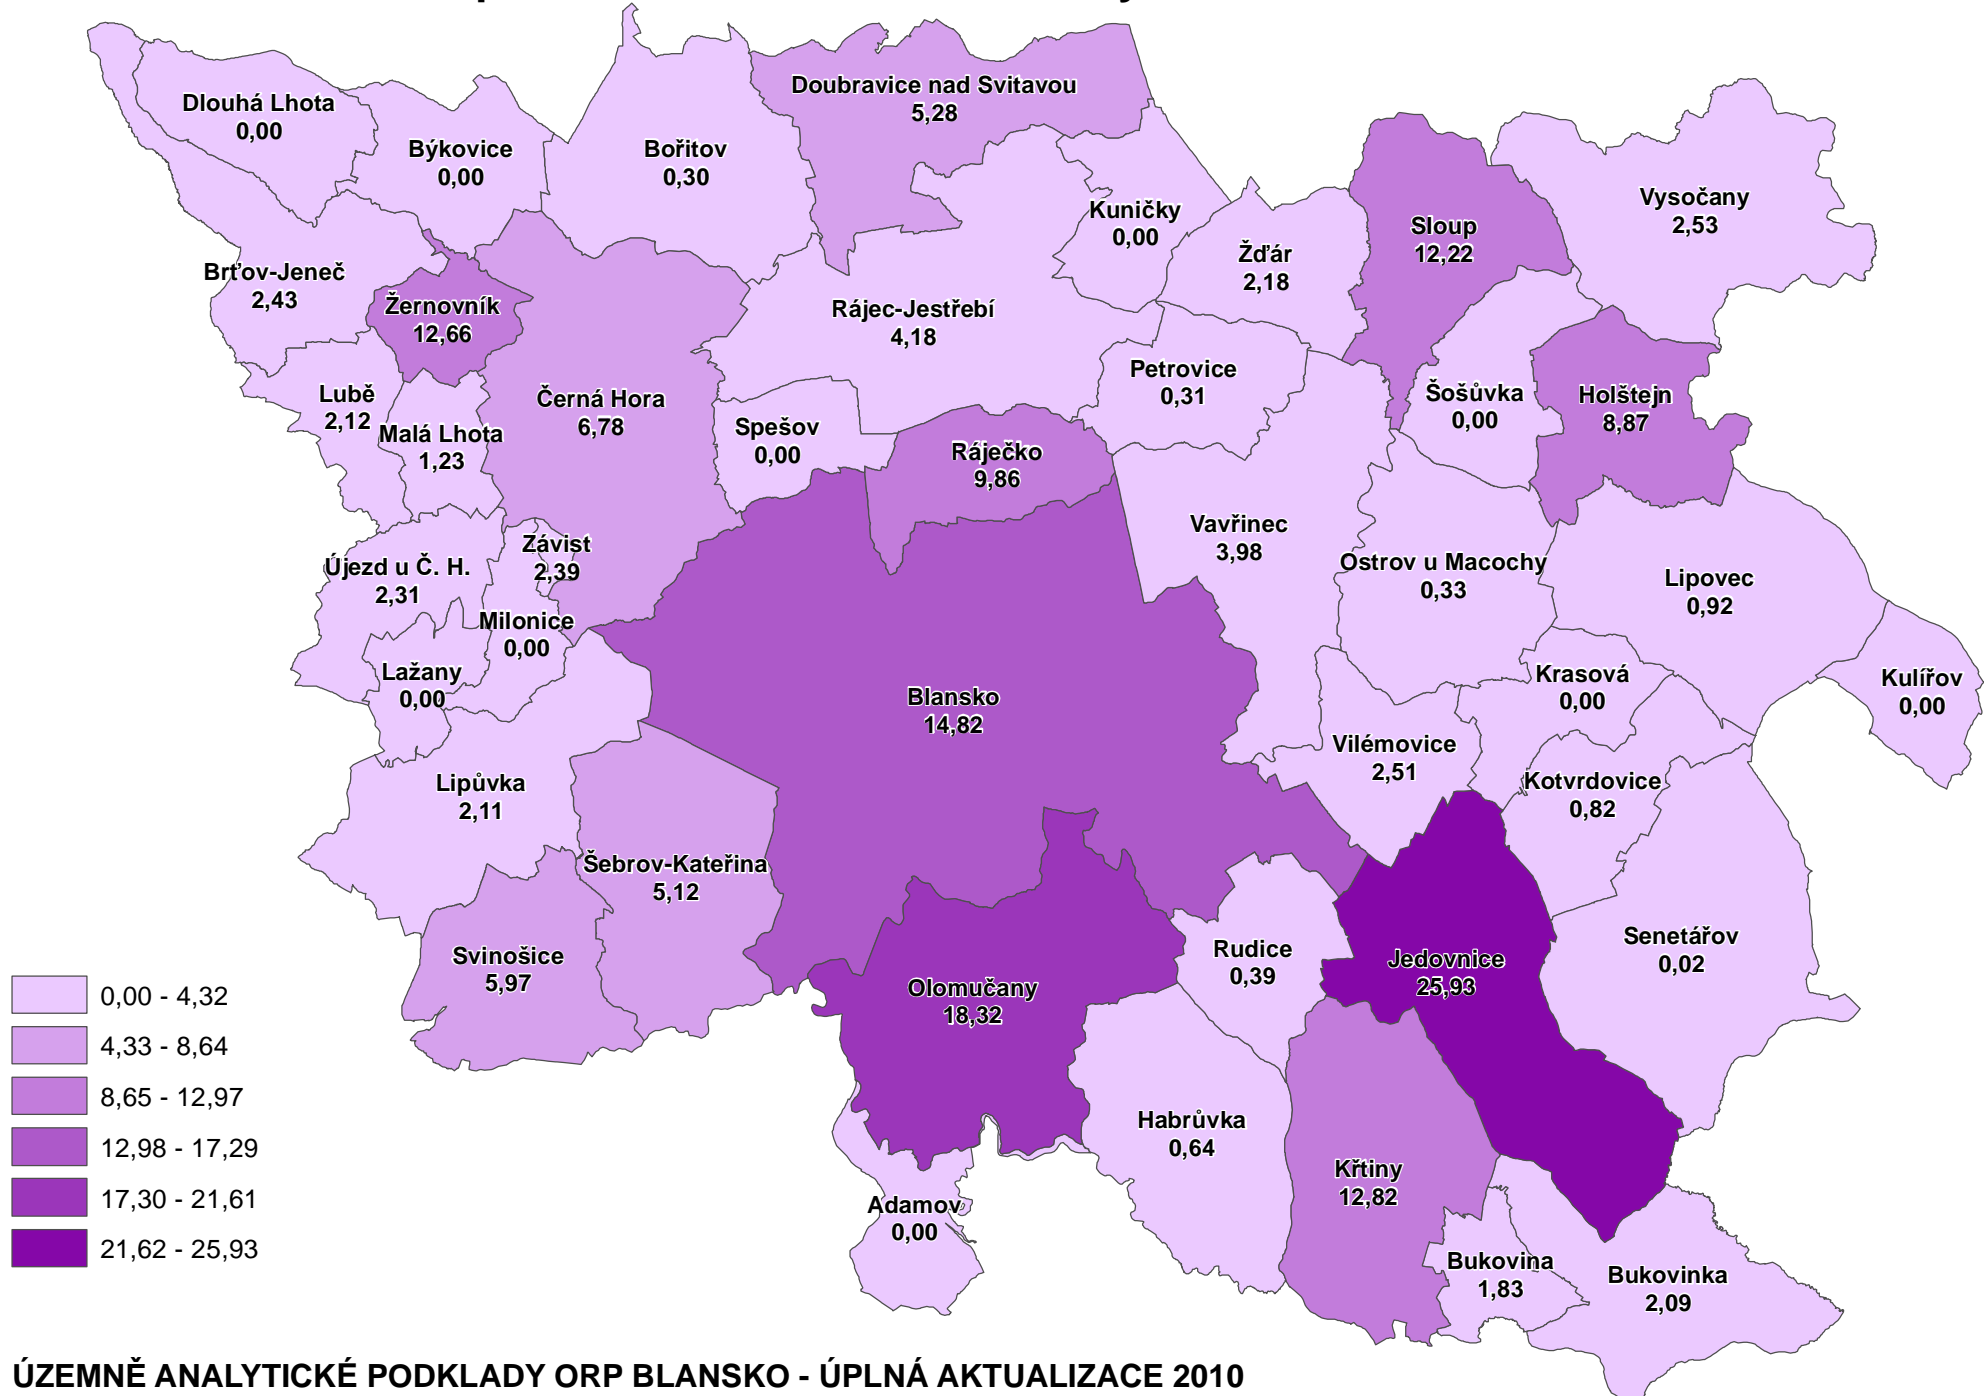 Dlouhá Lhota
0,00
Býkovice
0,00
Bořitov
0,30
Doubravice nad Svitavou
5,28
Kuničky
0,00
Žďár
2,18
Sloup
12,22
Vysočany
2,53
Brťov-Jeneč
2,43
Žernovník
12,66
Rájec-Jestřebí
4,18
Petrovice
0,31
Šošůvka
0,00
Holštejn
8,87
Lubě
2,12
Malá Lhota
1,23
Černá Hora
6,78
Spešov
0,00
Ráječko
9,86
Vavřinec
3,98
Ostrov u Macochy
0,33
Lipovec
0,92
Újezd u Č. H.
2,31
Závist
2,39
Milonice
0,00
Lažany
0,00
Blansko
14,82
Krasová
0,00
Kulířov
0,00
Vilémovice
2,51
Kotvrdovice
0,82
Lipůvka
2,11
Šebrov-Kateřina
5,12
Svinošice
5,97
Olomučany
18,32
Rudice
0,39
Jedovnice
25,93
Senetářov
0,02
Habrůvka
0,64
Křtiny
12,82
Adamov
0,00
Bukovina
1,83
Bukovinka
2,09
0,00 - 4,32
4,33 - 8,64
8,65 - 12,97
12,98 - 17,29
17,30 - 21,61
21,62 - 25,93
ÚZEMNĚ ANALYTICKÉ PODKLADY ORP BLANSKO - ÚPLNÁ AKTUALIZACE 2010